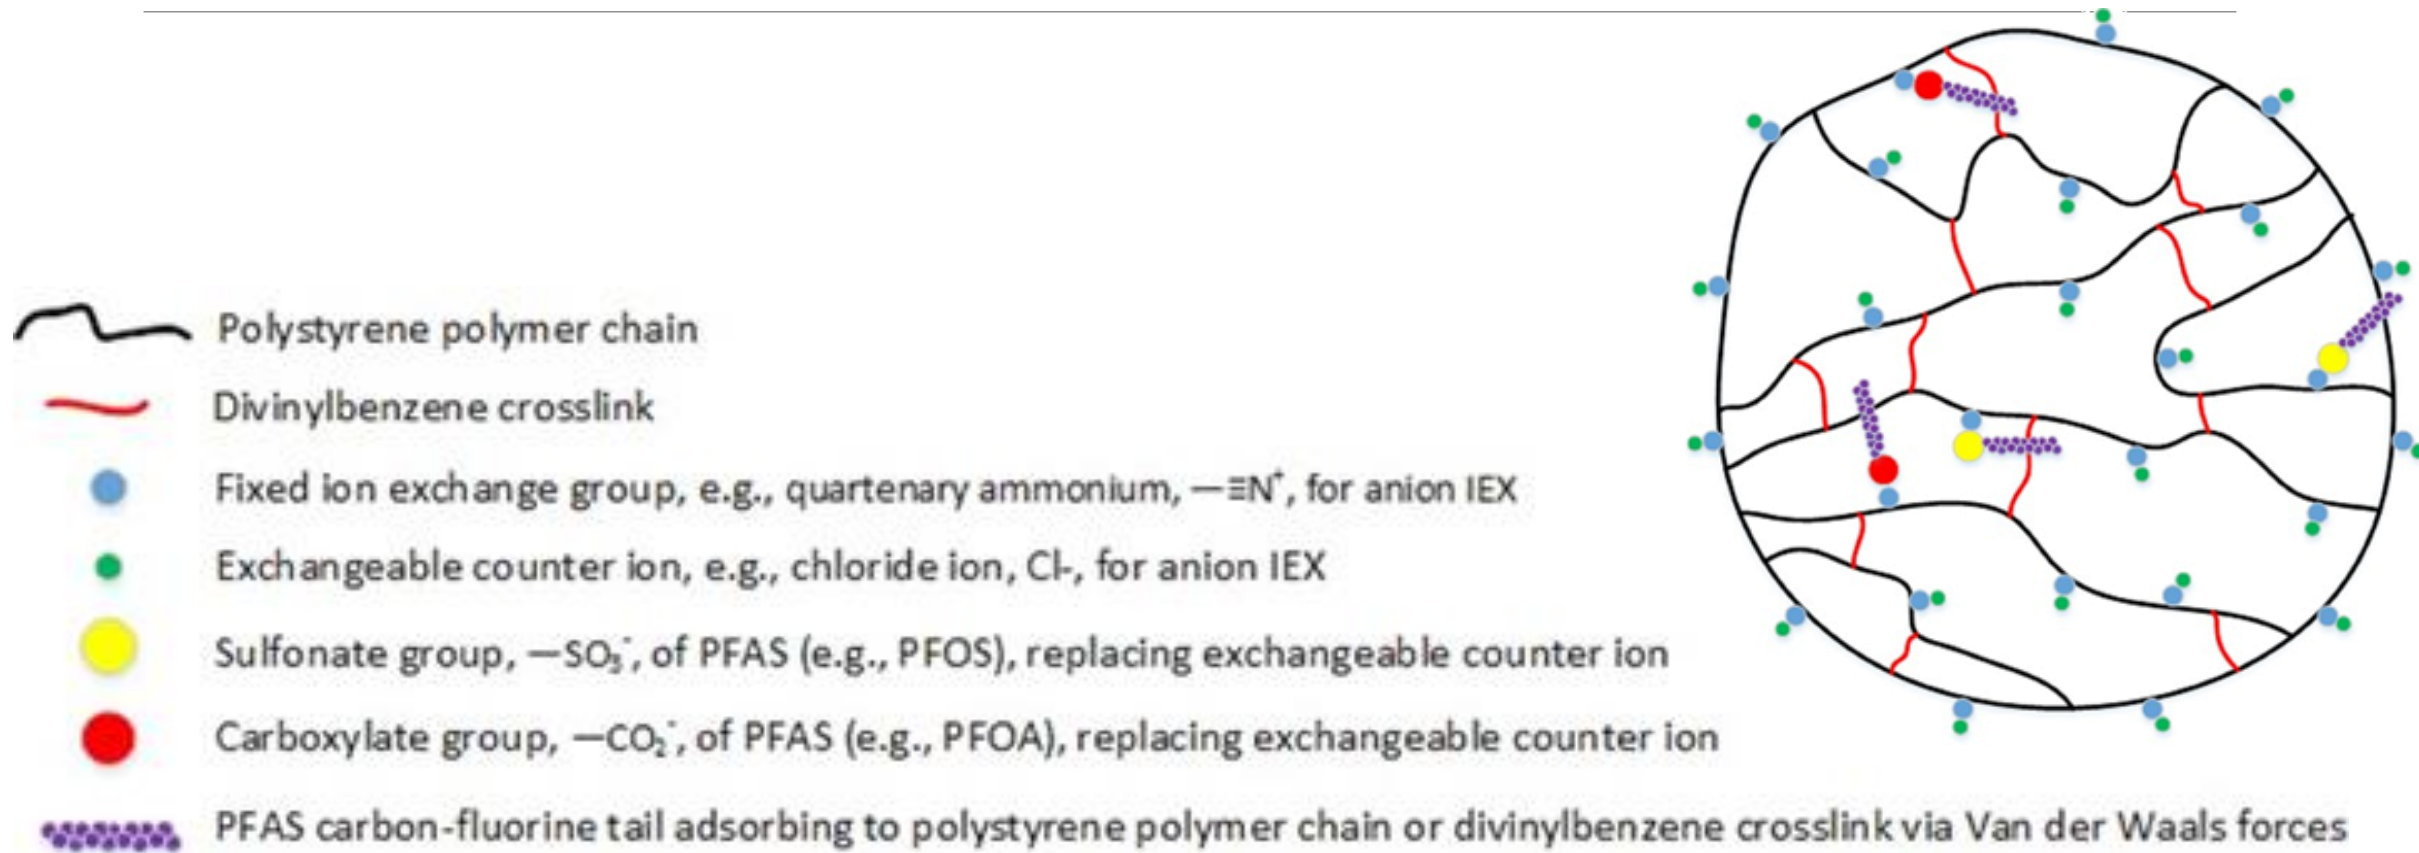 Polystyrene polymer chain
Divinylbenzene crosslink
Fixed ion exchange group, e.g., quartenary ammonium, —≡N⁺, for anion IEX
Exchangeable counter ion, e.g., chloride ion, Cl-, for anion IEX
Sulfonate group, —SO₃⁻, of PFAS (e.g., PFOS), replacing exchangeable counter ion
Carboxylate group, —CO₂⁻, of PFAS (e.g., PFOA), replacing exchangeable counter ion
PFAS carbon-fluorine tail adsorbing to polystyrene polymer chain or divinylbenzene crosslink via Van der Waals forces